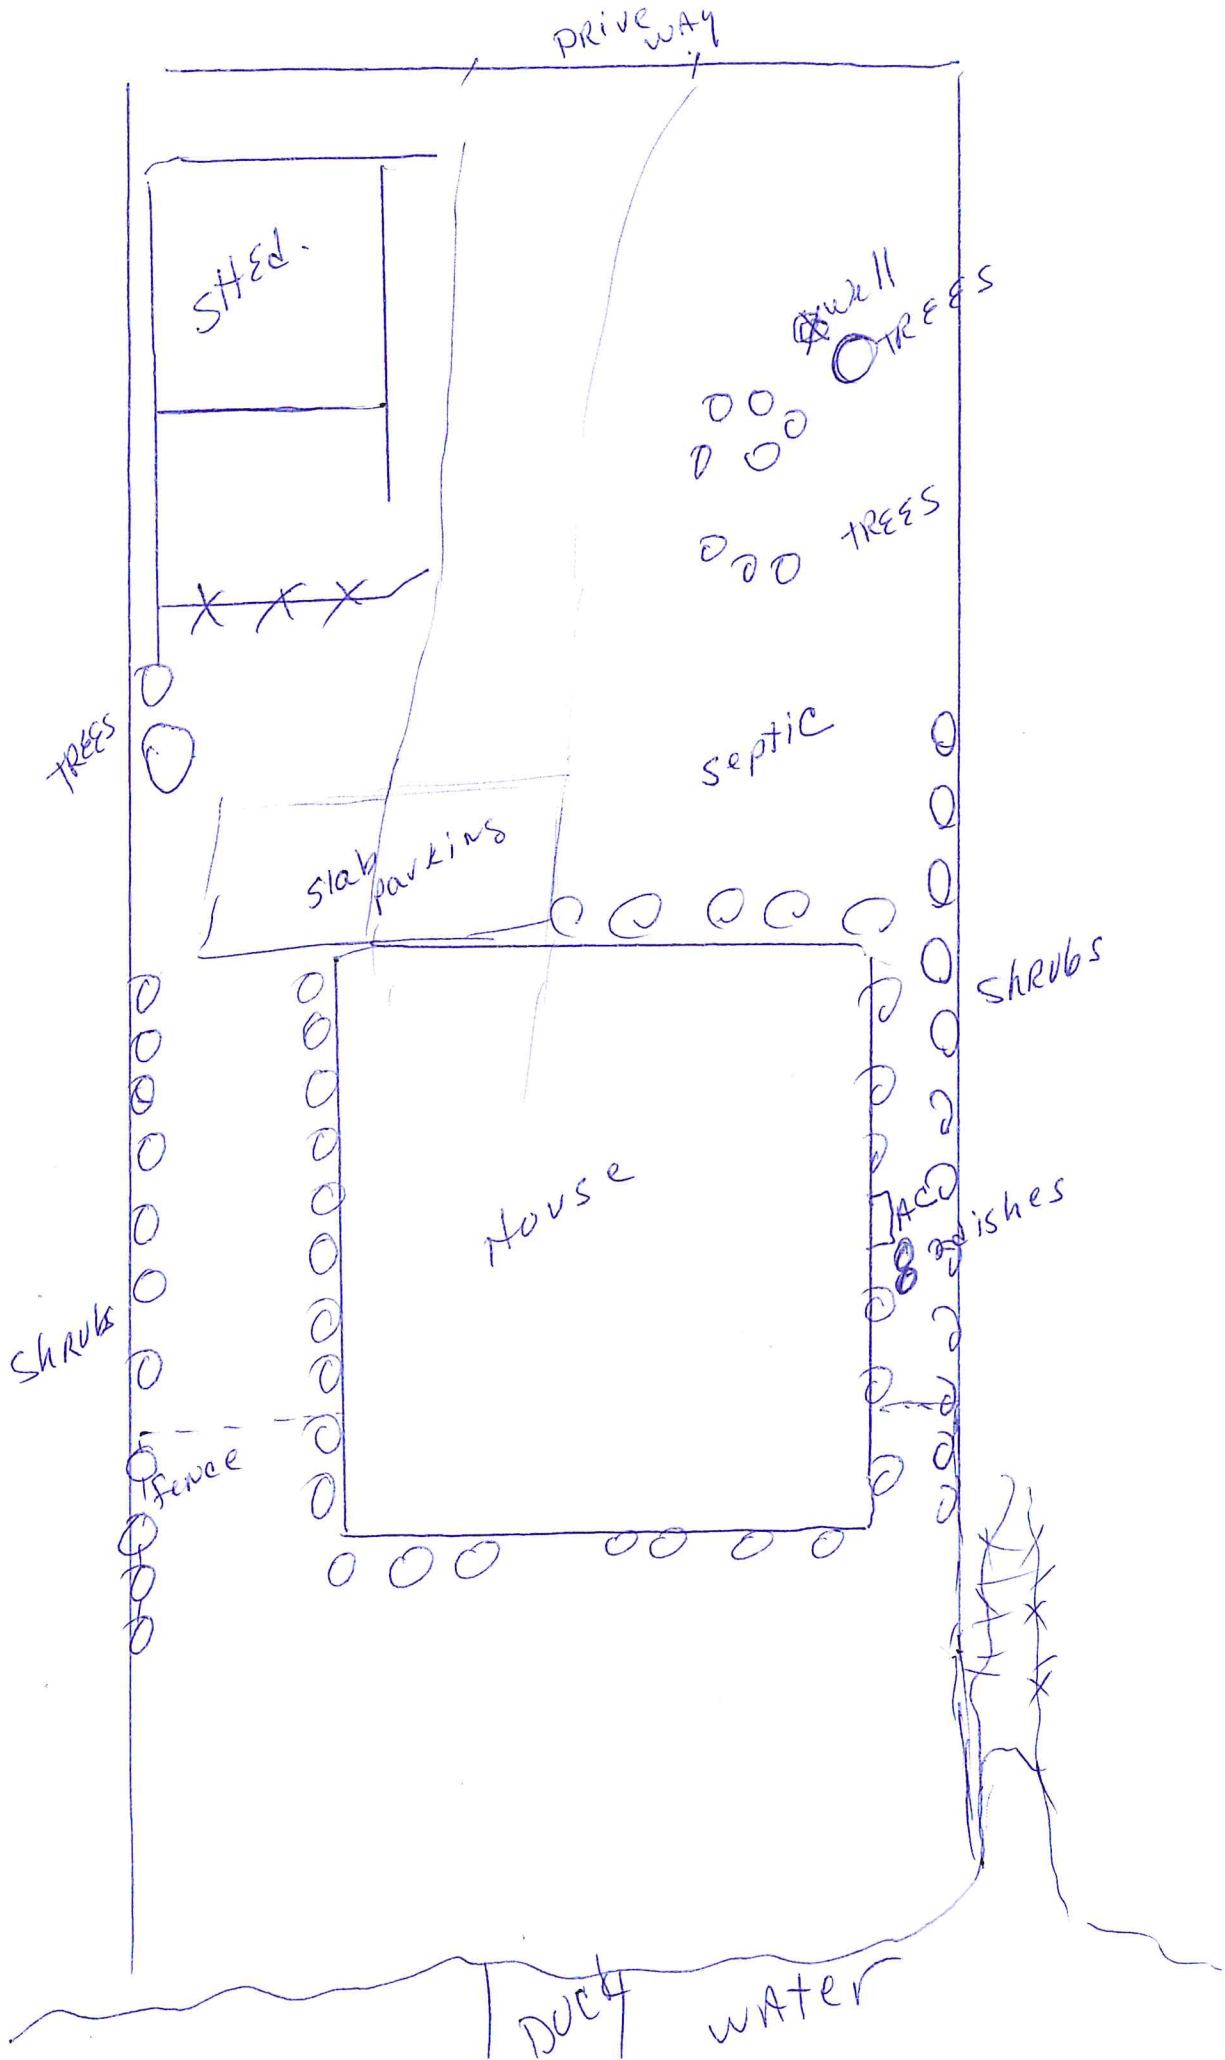 DRIVE WAY
SHEd.
well
TREES
TREES
TREES
septic
slab
parking
ShRUbs
House
AC
dishes
ShRUbs
fence
DOCK
WAter